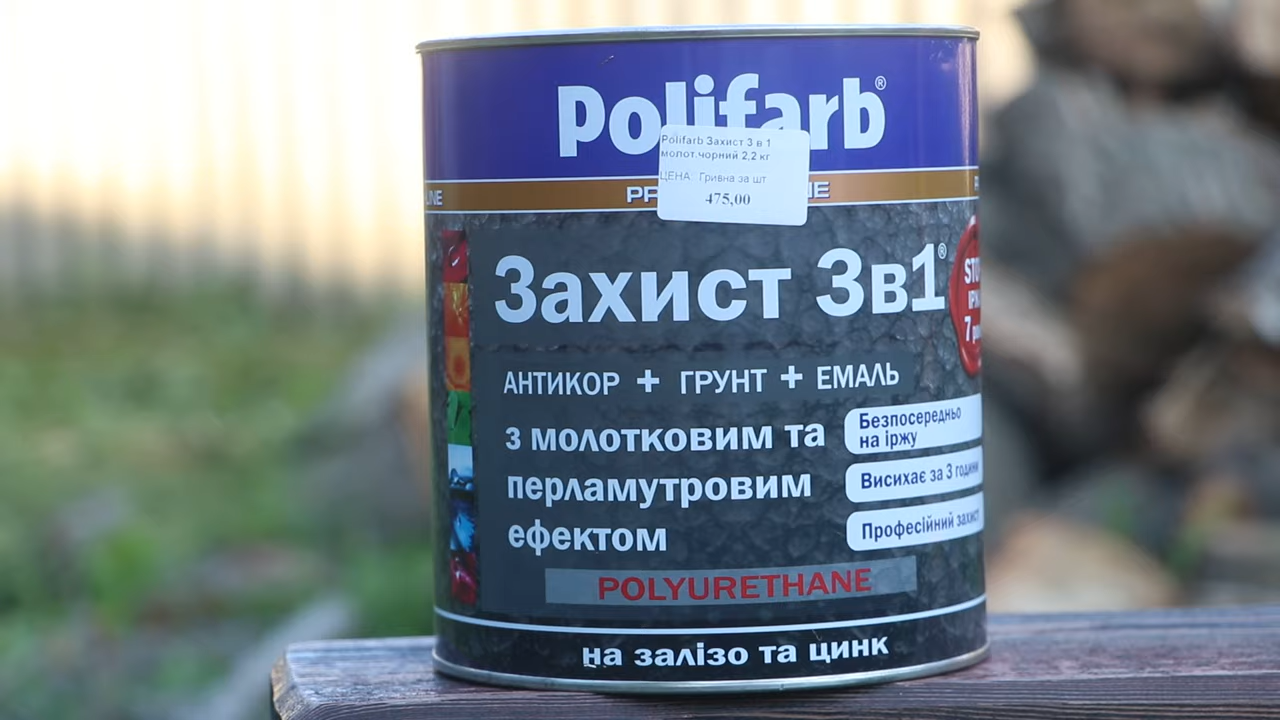 Polifarb®
Polifarb Захист 3 в 1
молот.чорний 2,2 кг
ЦЕНА: Гривна за шт
475,00
Захист 3в1®
АНТИКОР + ГРУНТ + ЕМАЛЬ
з молотковим та
перламутровим
ефектом
Безпосередньо
на іржу
Висихає за 3 години
Професійний захист
POLYURETHANE
на залізо та цинк